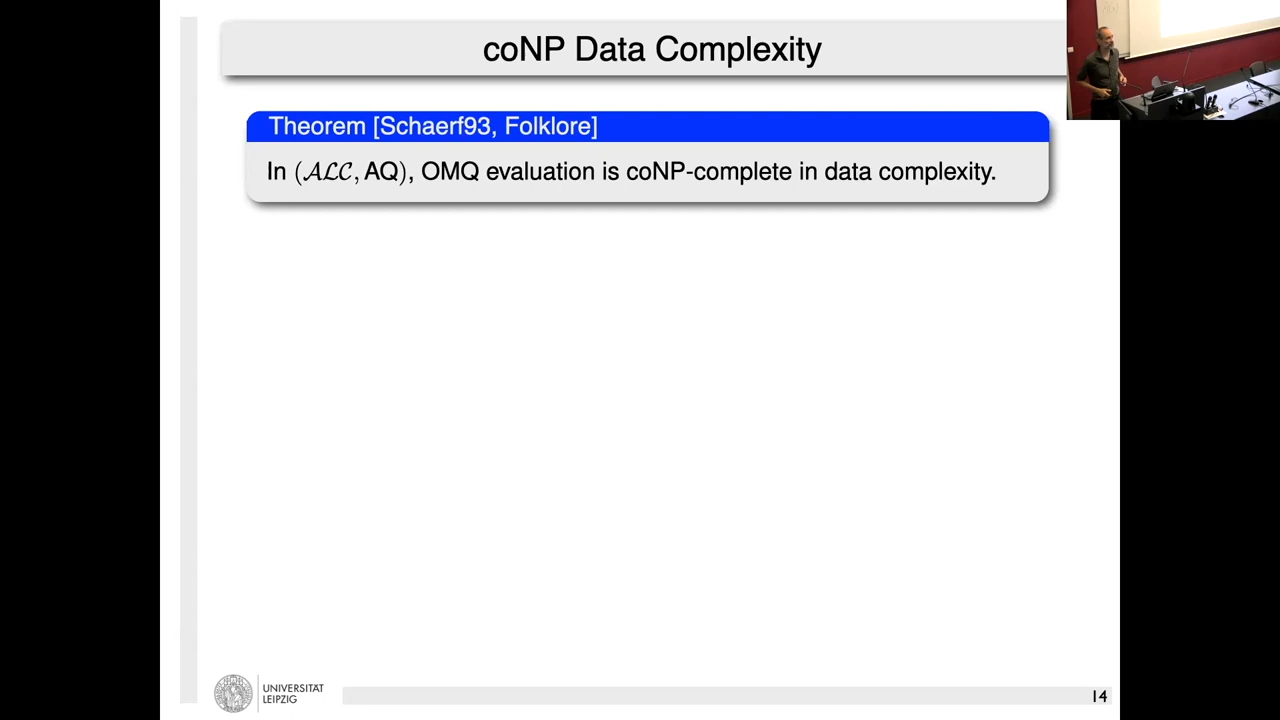 coNP Data Complexity
Theorem [Schaerf93, Folklore]
In (𝒜ℒ𝒞, AQ), OMQ evaluation is coNP-complete in data complexity.
UNIVERSITÄT
LEIPZIG
14